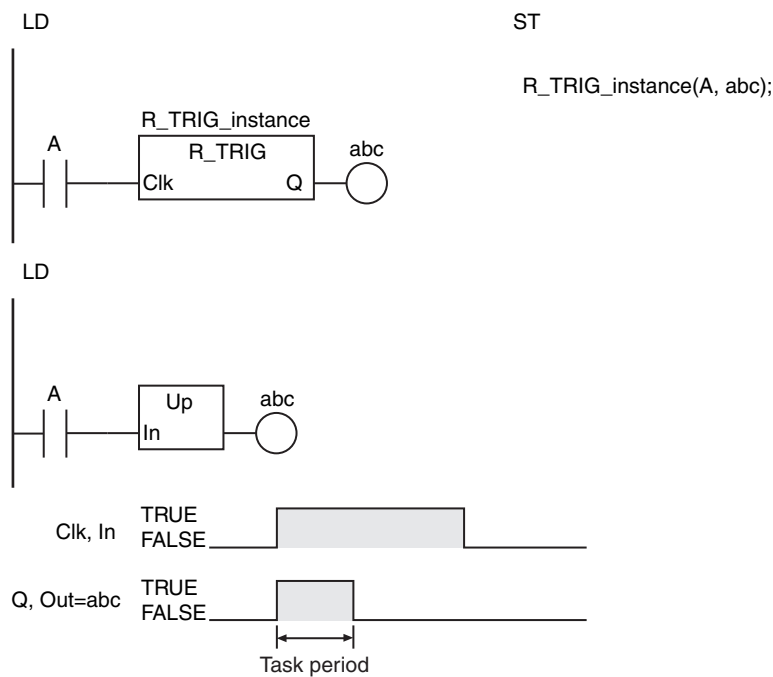 LD
ST
R_TRIG_instance(A, abc);
R_TRIG_instance
A
R_TRIG
abc
Clk
Q
LD
A
Up
abc
In
Clk, In
TRUE
FALSE
Q, Out=abc
TRUE
FALSE
Task period